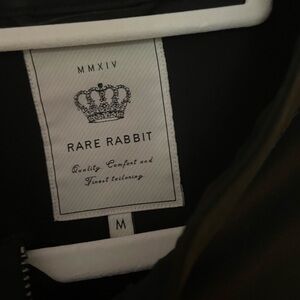 MMXIV
RARE RABBIT
Quality, Comfort and
Finest tailoring
M